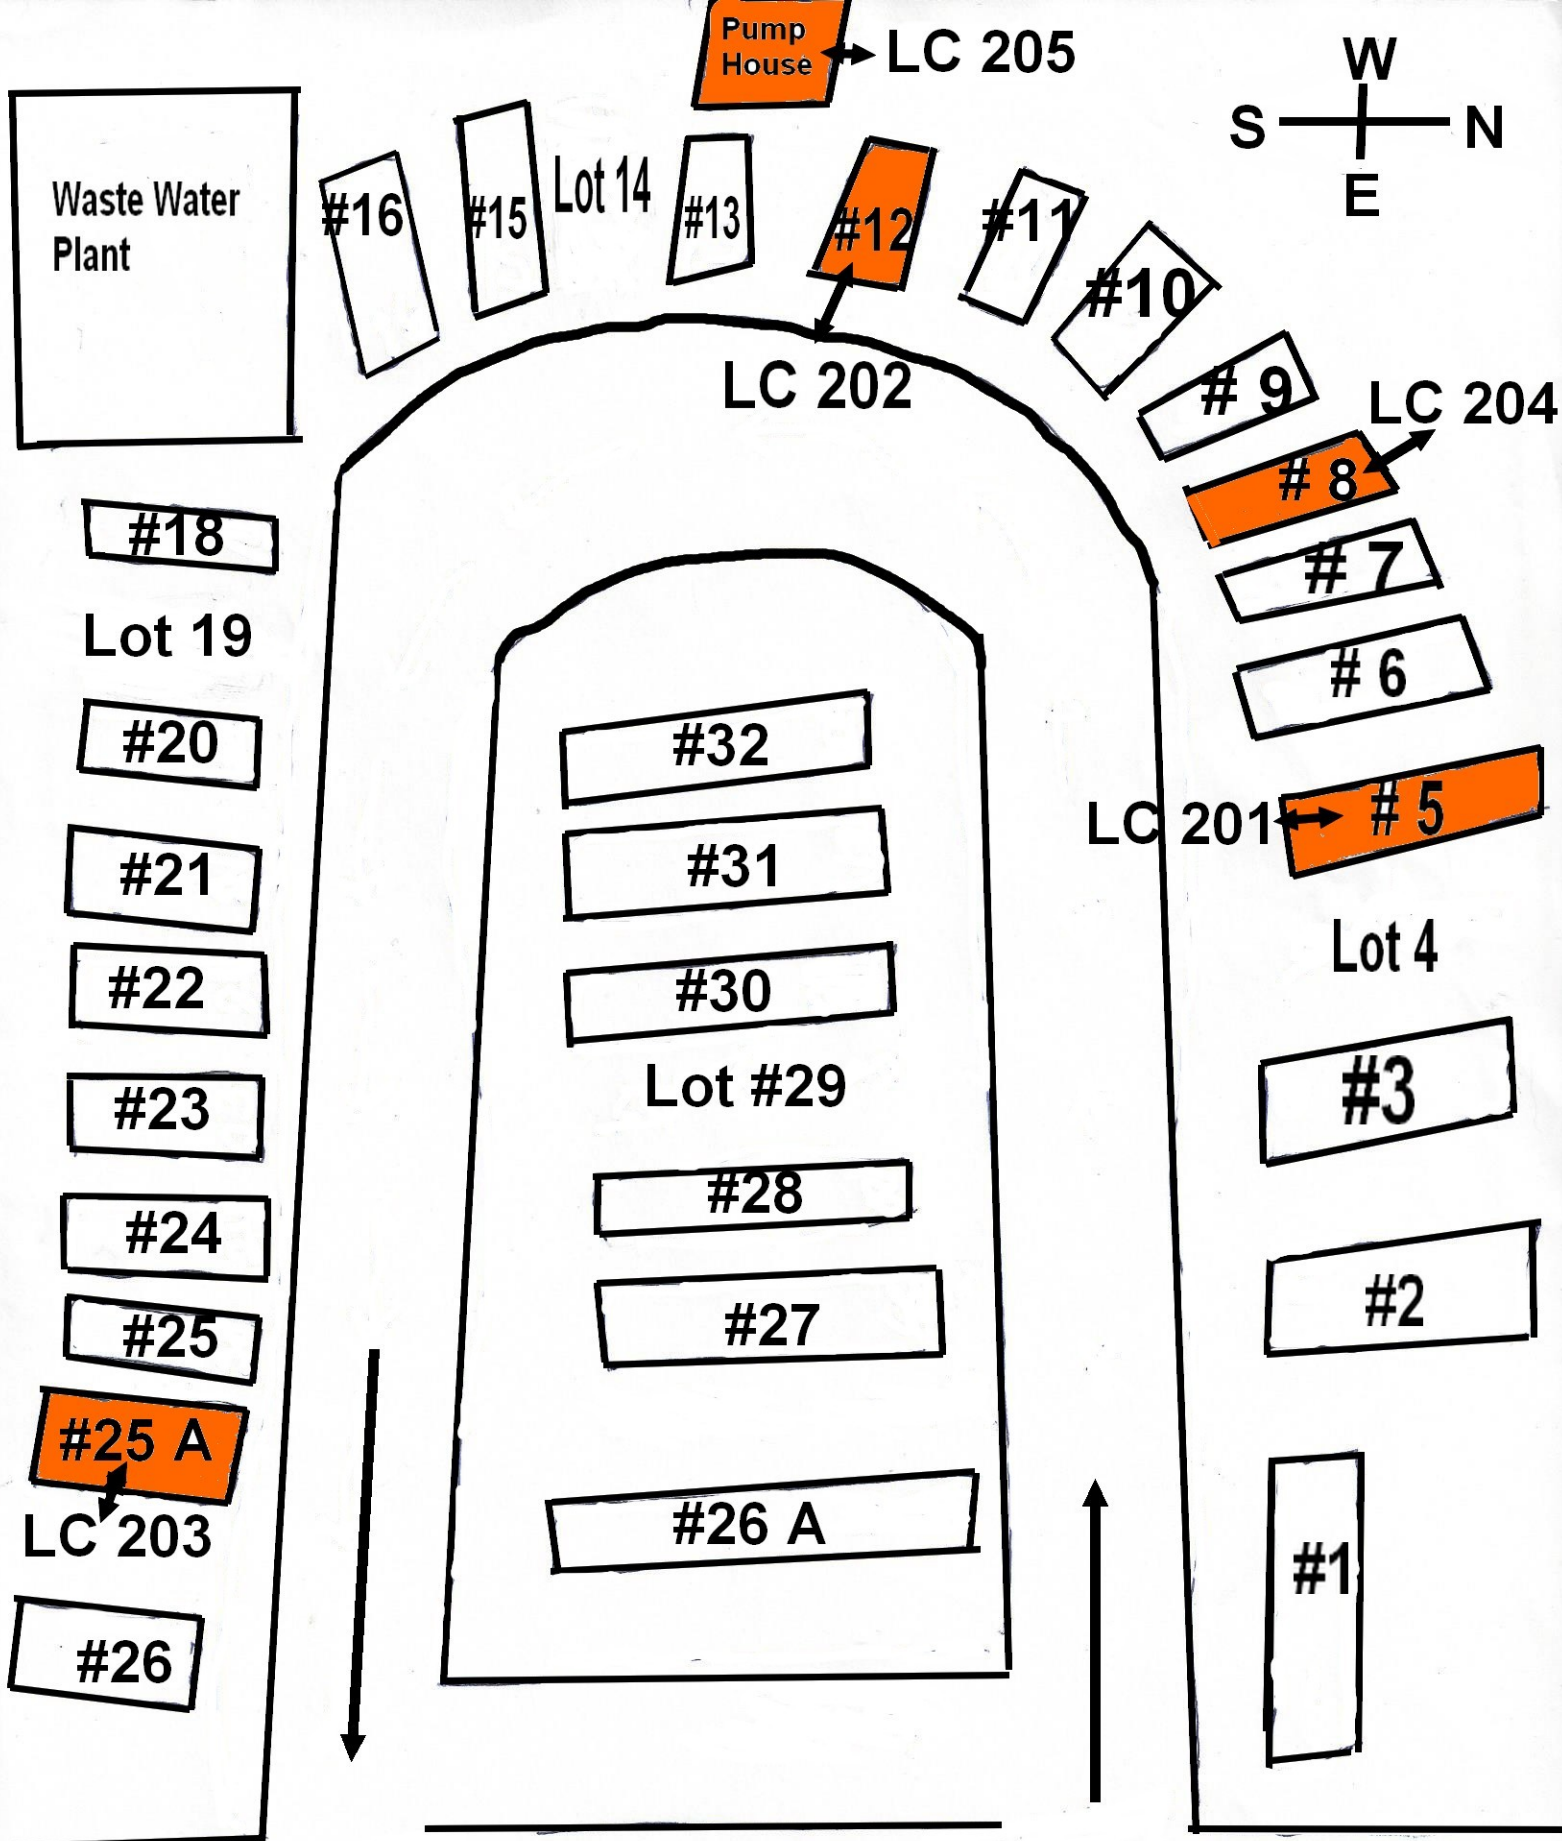 Pump
House
LC 205
W
S
N
E
Waste Water
Plant
#16
#15
Lot 14
#13
#12
#11
#10
# 9
LC 202
LC 204
# 8
#18
# 7
Lot 19
# 6
#20
#32
LC 201
# 5
#21
#31
Lot 4
#22
#30
Lot #29
#3
#23
#28
#24
#27
#2
#25
#25 A
LC 203
#26 A
#1
#26